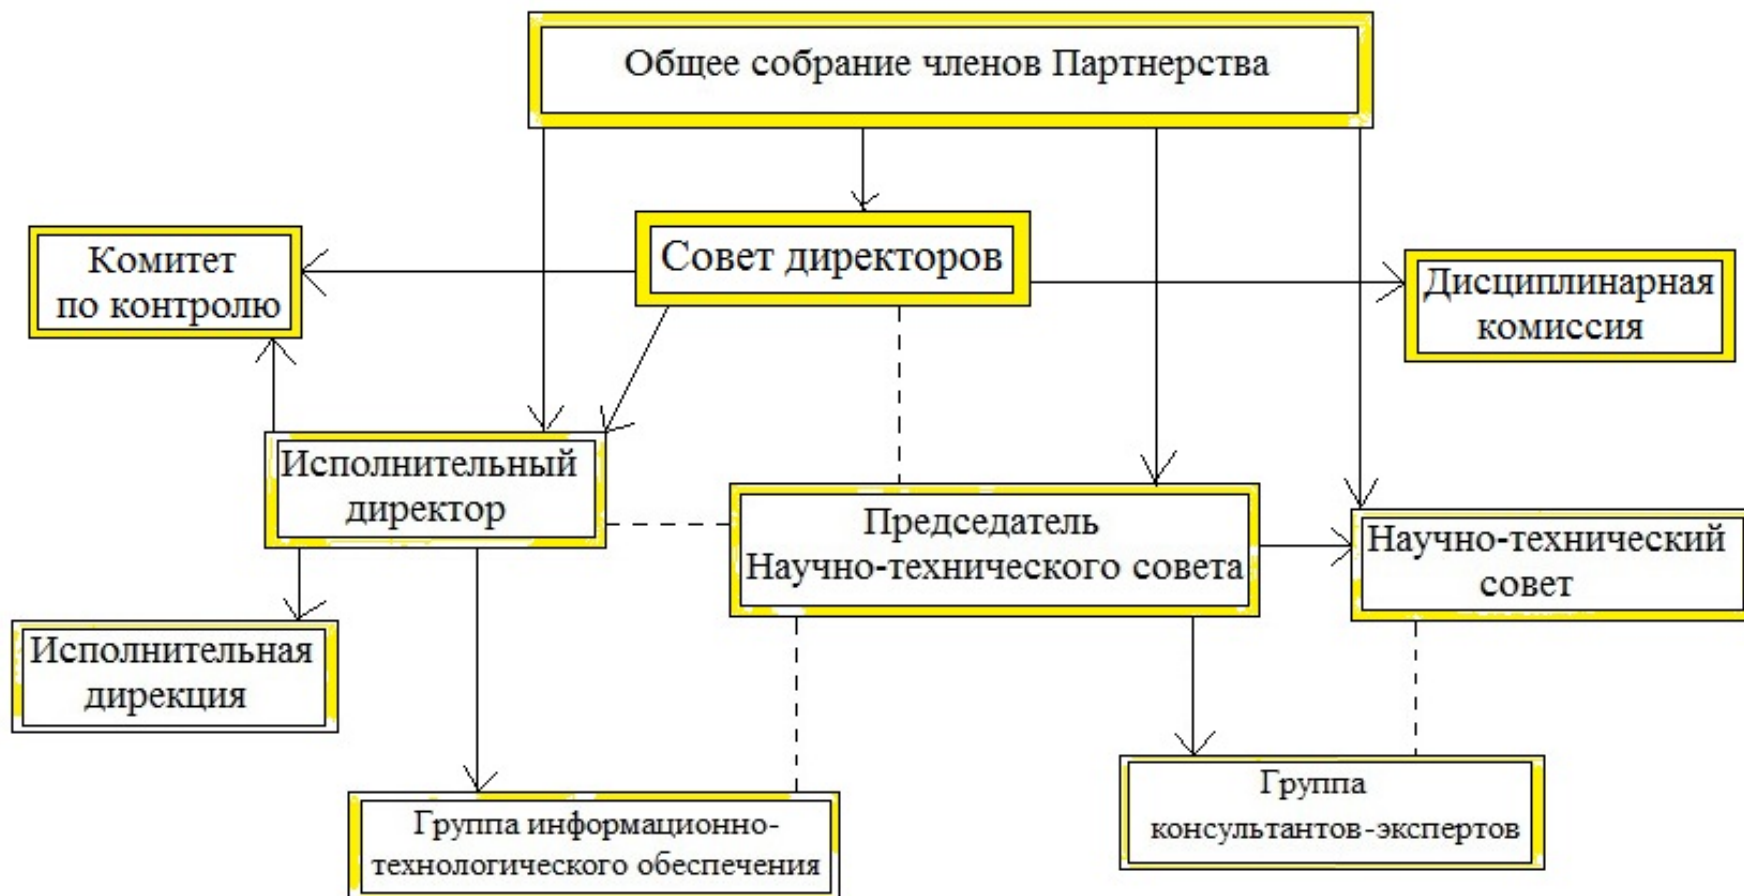 Общее собрание членов Партнерства
Совет директоров
Комитет
по контролю
Дисциплинарная
комиссия
Исполнительный
директор
Председатель
Научно-технического совета
Научно-технический
совет
Исполнительная
дирекция
Группа информационно-
технологического обеспечения
Группа
консультантов-экспертов